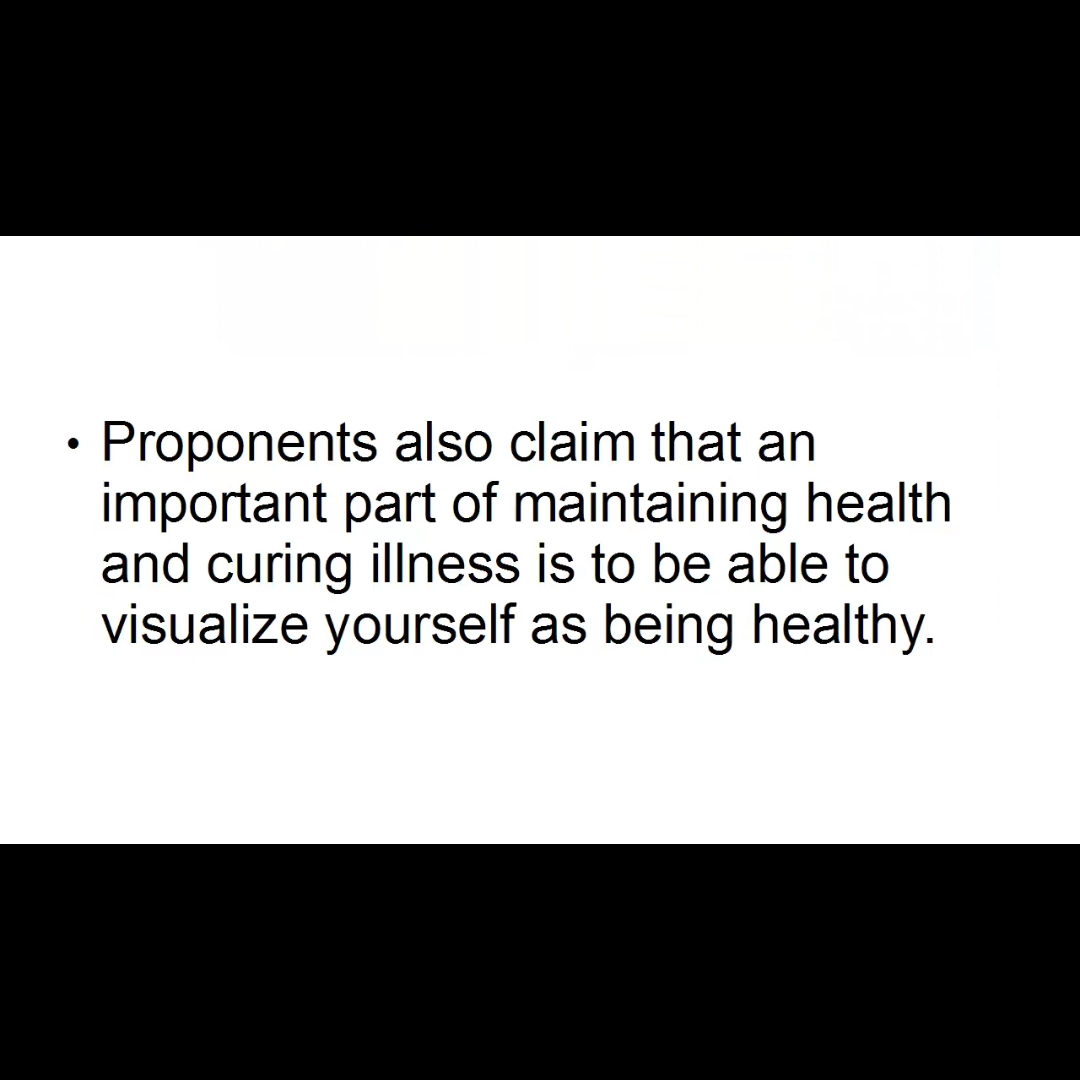 • Proponents also claim that an
important part of maintaining health
and curing illness is to be able to
visualize yourself as being healthy.